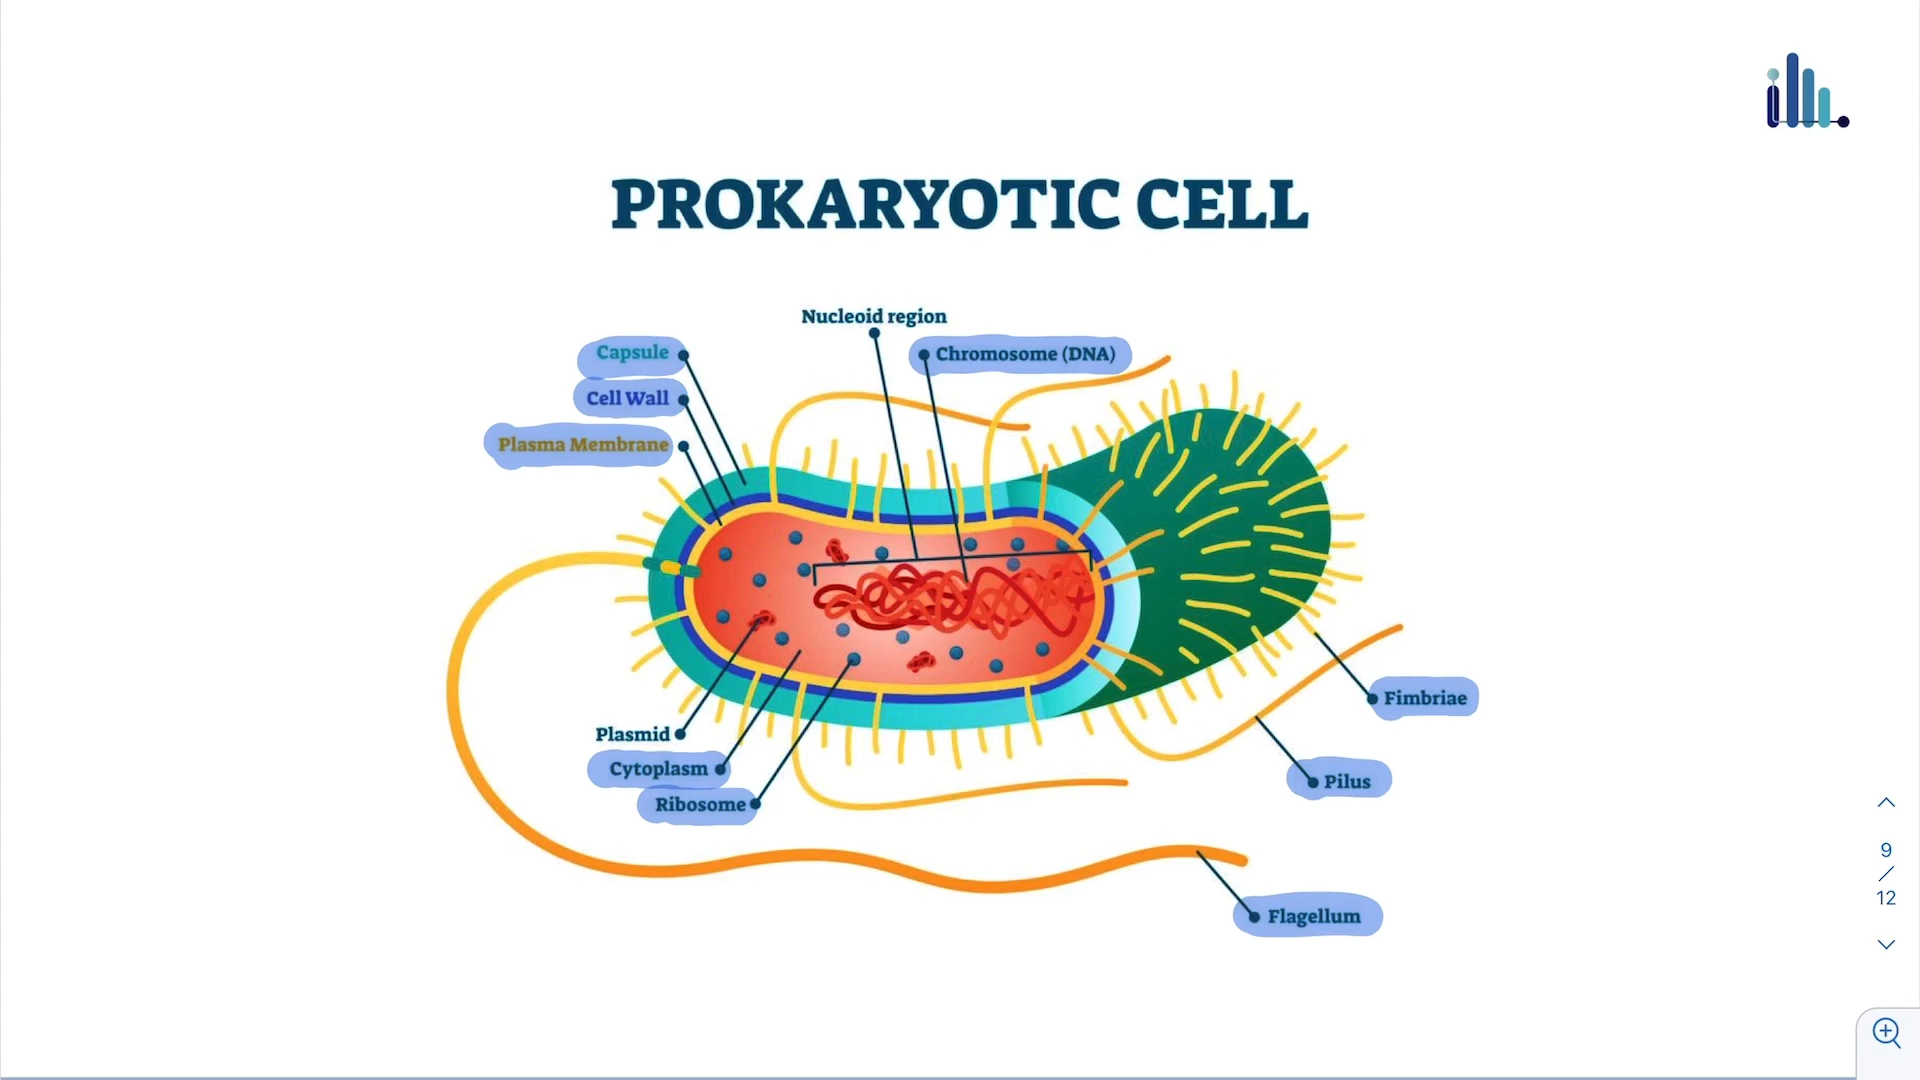 PROKARYOTIC CELL
Nucleoid region
Capsule
Chromosome (DNA)
Cell Wall
Plasma Membrane
Fimbriae
Plasmid
Cytoplasm
Pilus
Ribosome
Flagellum
9
/
12